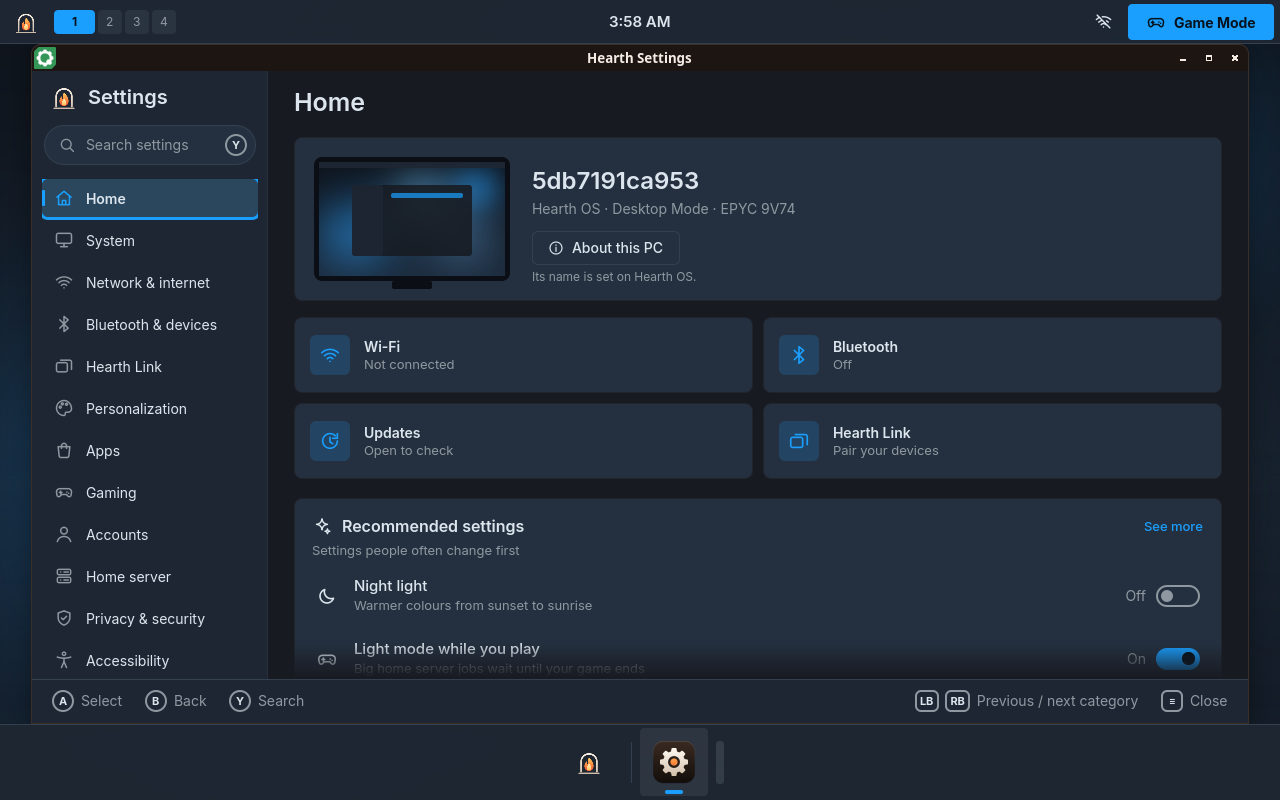 1
2
3
4
3:58 AM
Game Mode
Hearth Settings
Settings
Search settings
Y
Home
System
Network & internet
Bluetooth & devices
Hearth Link
Personalization
Apps
Gaming
Accounts
Home server
Privacy & security
Accessibility
Home
5db7191ca953
Hearth OS · Desktop Mode · EPYC 9V74
About this PC
Its name is set on Hearth OS.
Wi-Fi
Not connected
Bluetooth
Off
Updates
Open to check
Hearth Link
Pair your devices
Recommended settings
See more
Settings people often change first
Night light
Warmer colours from sunset to sunrise
Off
Light mode while you play
Big home server jobs wait until your game ends
On
A Select
B Back
Y Search
LB RB Previous / next category
Close